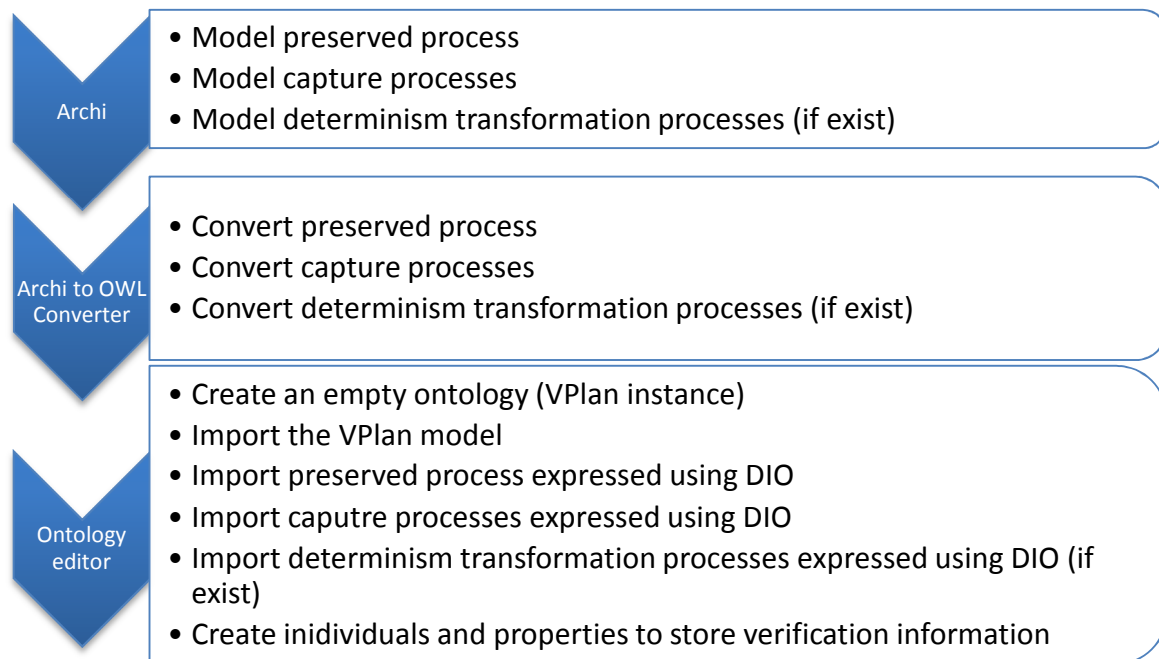 Archi
• Model preserved process
• Model capture processes
• Model determinism transformation processes (if exist)
Archi to OWL
Converter
• Convert preserved process
• Convert capture processes
• Convert determinism transformation processes (if exist)
Ontology
editor
• Create an empty ontology (VPlan instance)
• Import the VPlan model
• Import preserved process expressed using DIO
• Import caputre processes expressed using DIO
• Import determinism transformation processes expressed using DIO (if
exist)
• Create inidividuals and properties to store verification information